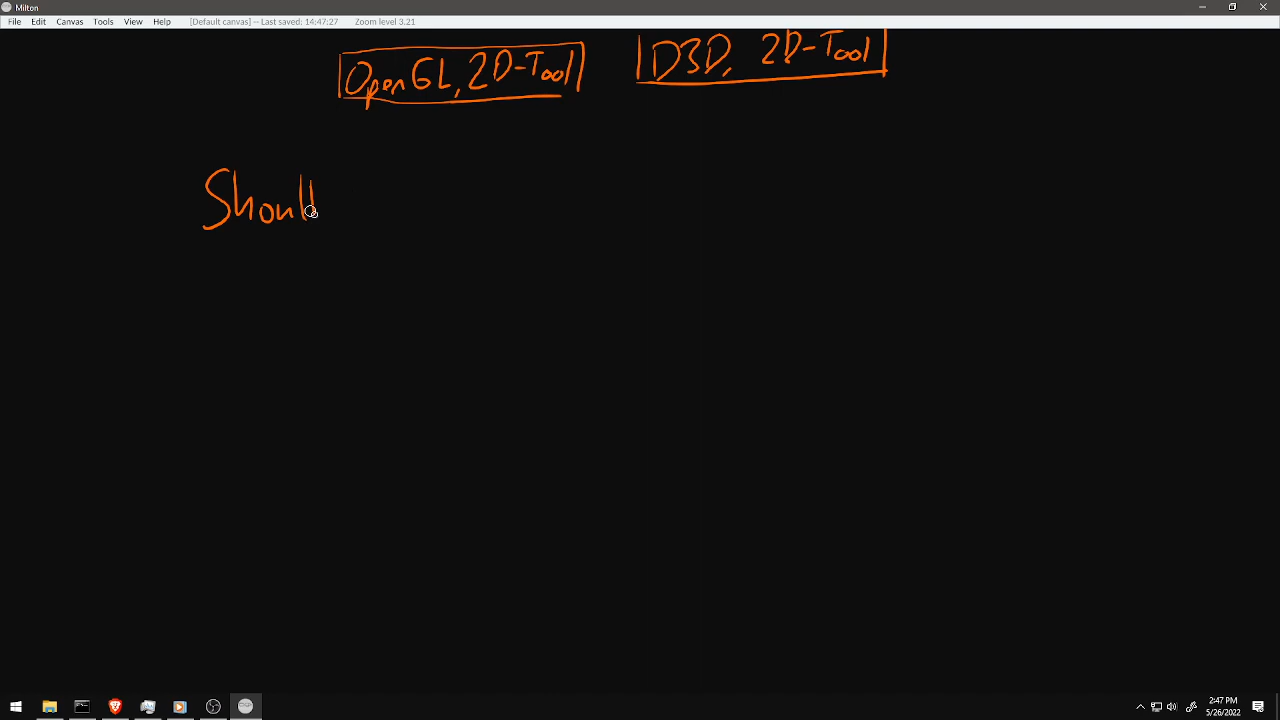 Milton
File Edit Canvas Tools View Help [Default canvas] -- Last saved: 14:47:27 Zoom level 3.21
OpenGL, 2D-Tool D3D, 2D-Tool
2:47 PM
5/26/2022